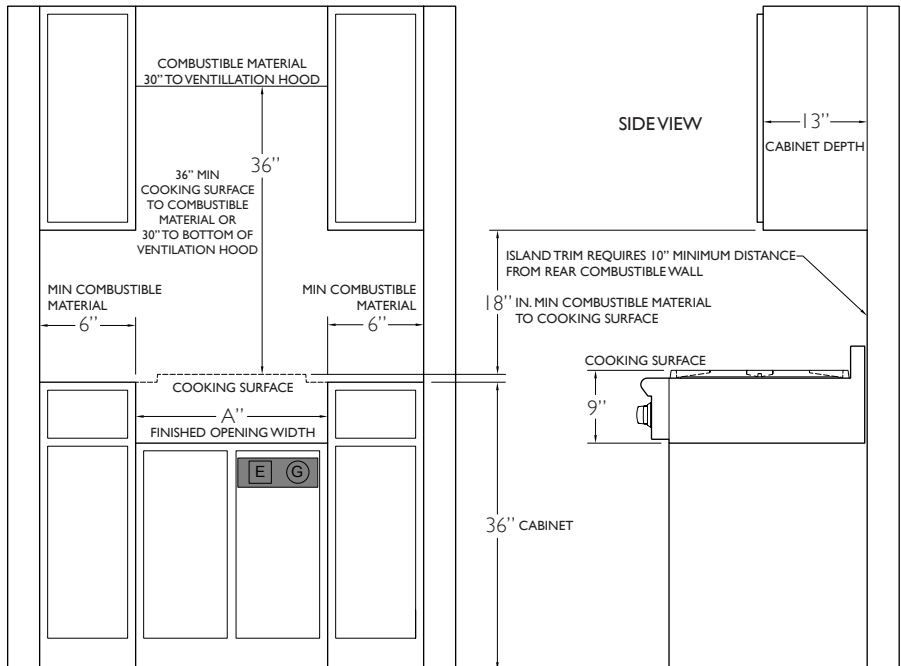 COMBUSTIBLE MATERIAL
30” TO VENTILLATION HOOD
36”
36” MIN
COOKING SURFACE
TO COMBUSTIBLE
MATERIAL OR
30” TO BOTTOM OF
VENTILATION HOOD
MIN COMBUSTIBLE
MATERIAL
6”
MIN COMBUSTIBLE
MATERIAL
6”
COOKING SURFACE
A”
FINISHED OPENING WIDTH
E G
SIDE VIEW
13”
CABINET DEPTH
ISLAND TRIM REQUIRES 10” MINIMUM DISTANCE
FROM REAR COMBUSTIBLE WALL
18” IN. MIN COMBUSTIBLE MATERIAL
TO COOKING SURFACE
COOKING SURFACE
9”
36” CABINET